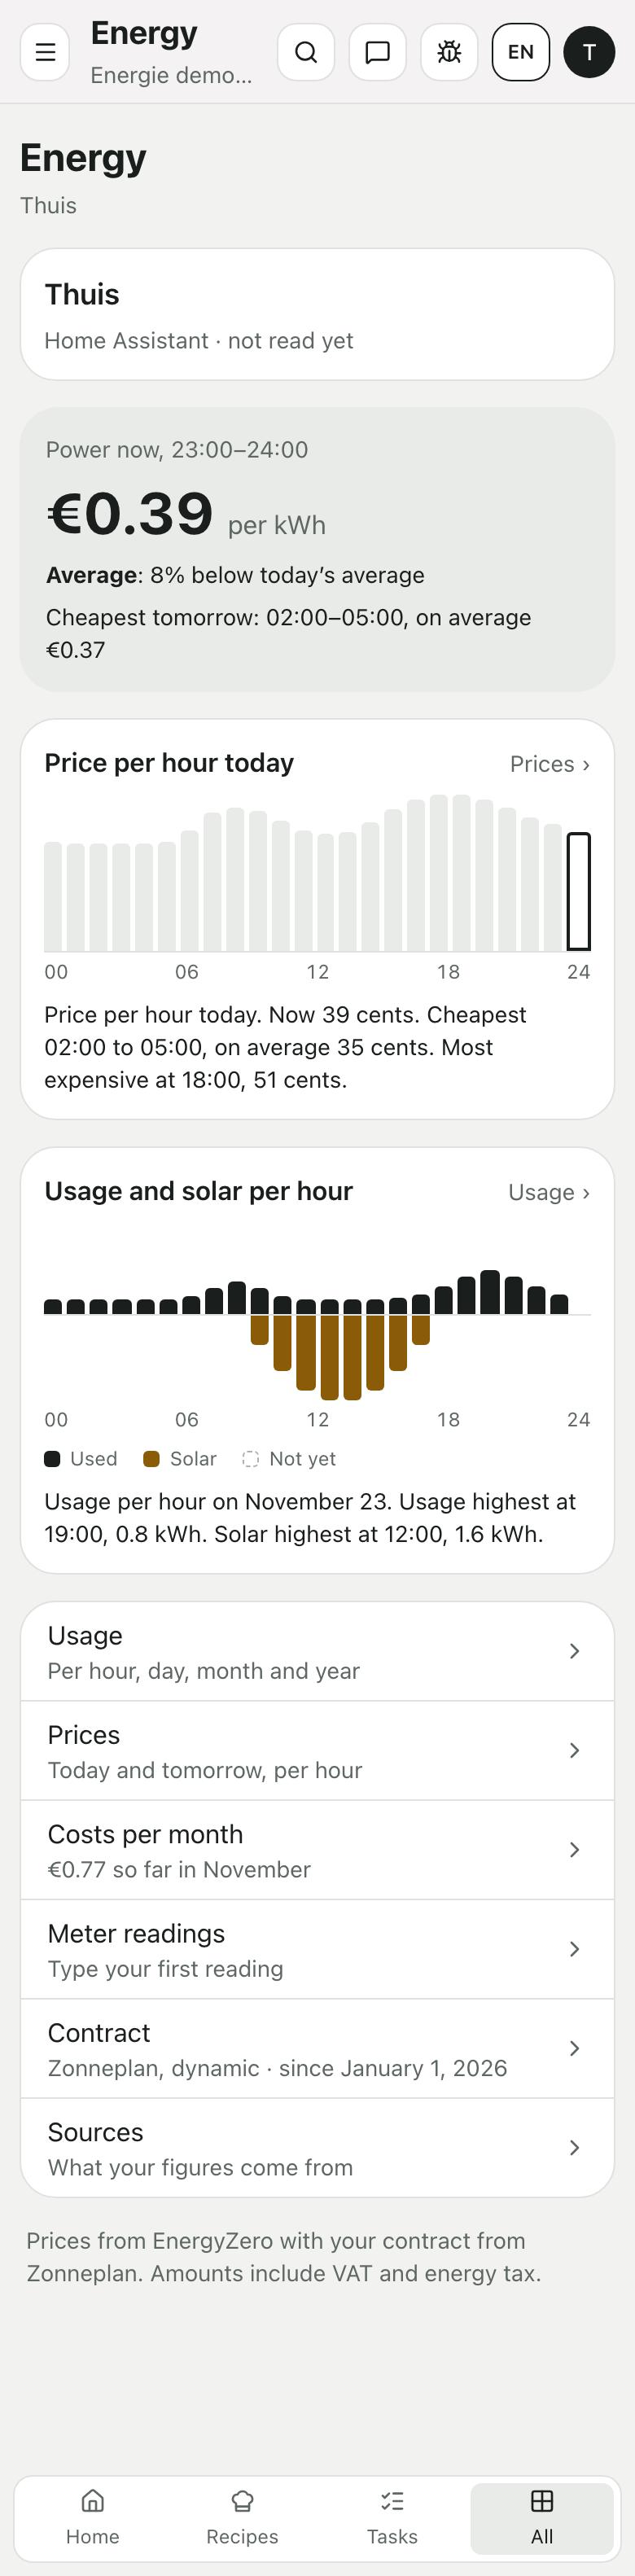 Energy
Energie demo...
EN
T
Energy
Thuis
Thuis
Home Assistant · not read yet
Power now, 23:00–24:00
€0.39 per kWh
Average: 8% below today’s average
Cheapest tomorrow: 02:00–05:00, on average
€0.37
Price per hour today
Prices ›
00 06 12 18 24
Price per hour today. Now 39 cents. Cheapest
02:00 to 05:00, on average 35 cents. Most
expensive at 18:00, 51 cents.
Usage and solar per hour
Usage ›
00 06 12 18 24
Used Solar Not yet
Usage per hour on November 23. Usage highest at
19:00, 0.8 kWh. Solar highest at 12:00, 1.6 kWh.
Usage
Per hour, day, month and year
Prices
Today and tomorrow, per hour
Costs per month
€0.77 so far in November
Meter readings
Type your first reading
Contract
Zonneplan, dynamic · since January 1, 2026
Sources
What your figures come from
Prices from EnergyZero with your contract from
Zonneplan. Amounts include VAT and energy tax.
Home Recipes Tasks All